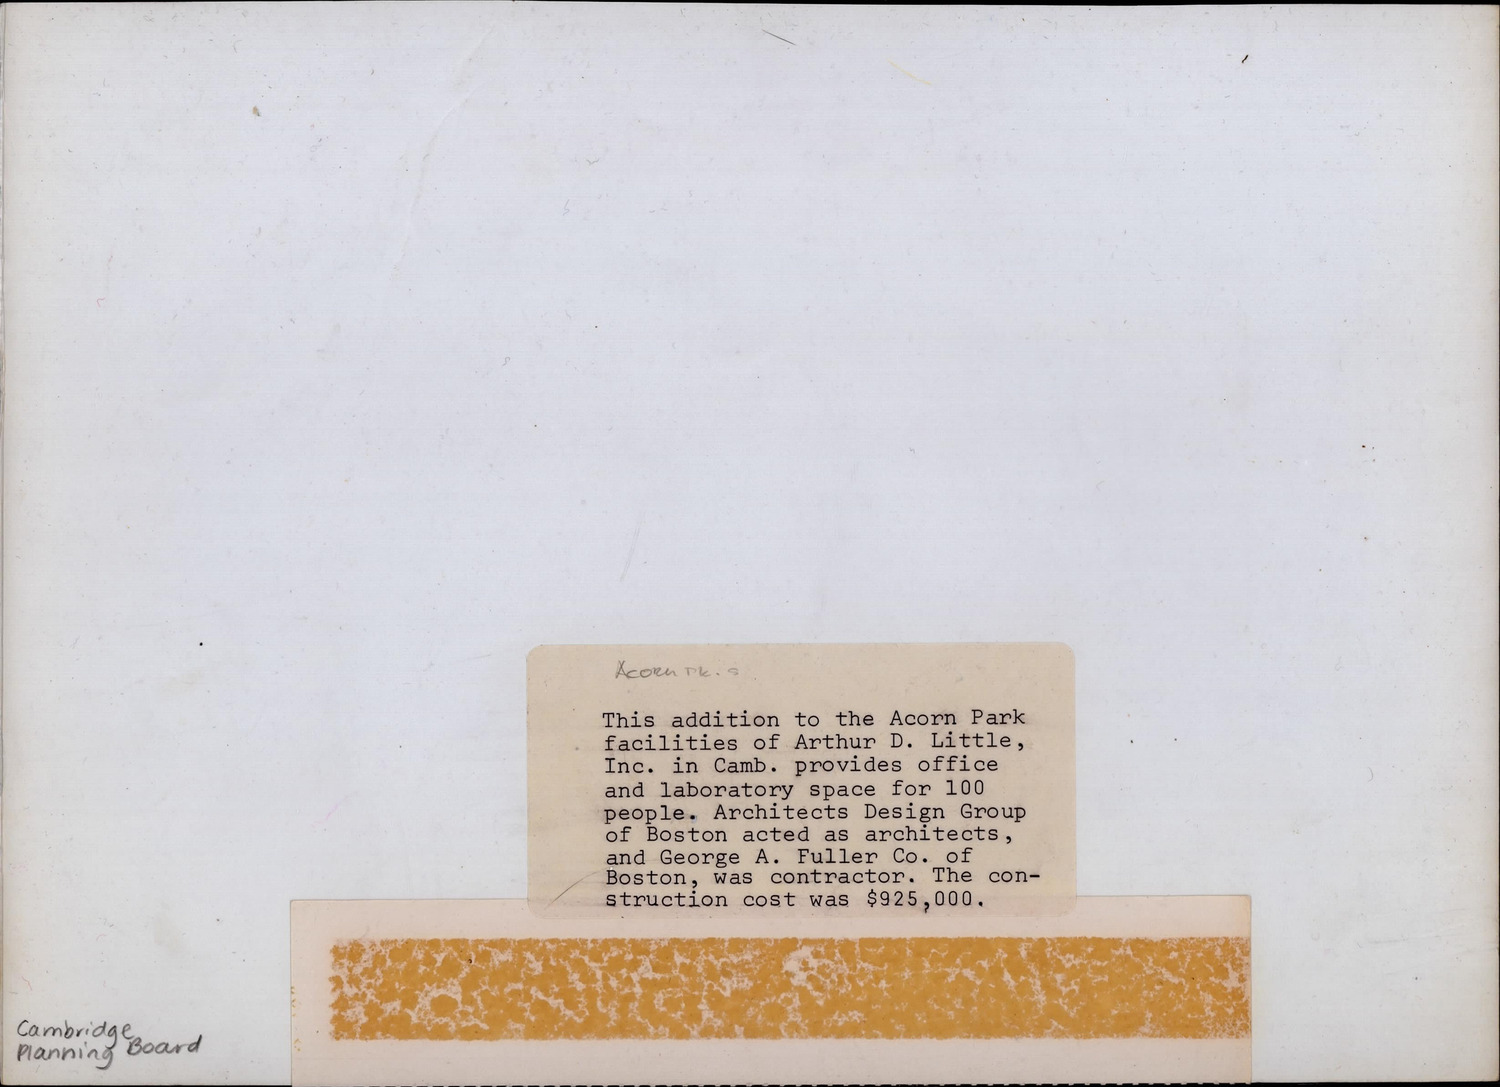 Acorn Pk.
This addition to the Acorn Park
facilities of Arthur D. Little,
Inc. in Camb. provides office
and laboratory space for 100
people. Architects Design Group
of Boston acted as architects,
and George A. Fuller Co. of
Boston, was contractor. The con-
struction cost was $925,000.
Cambridge
Planning Board